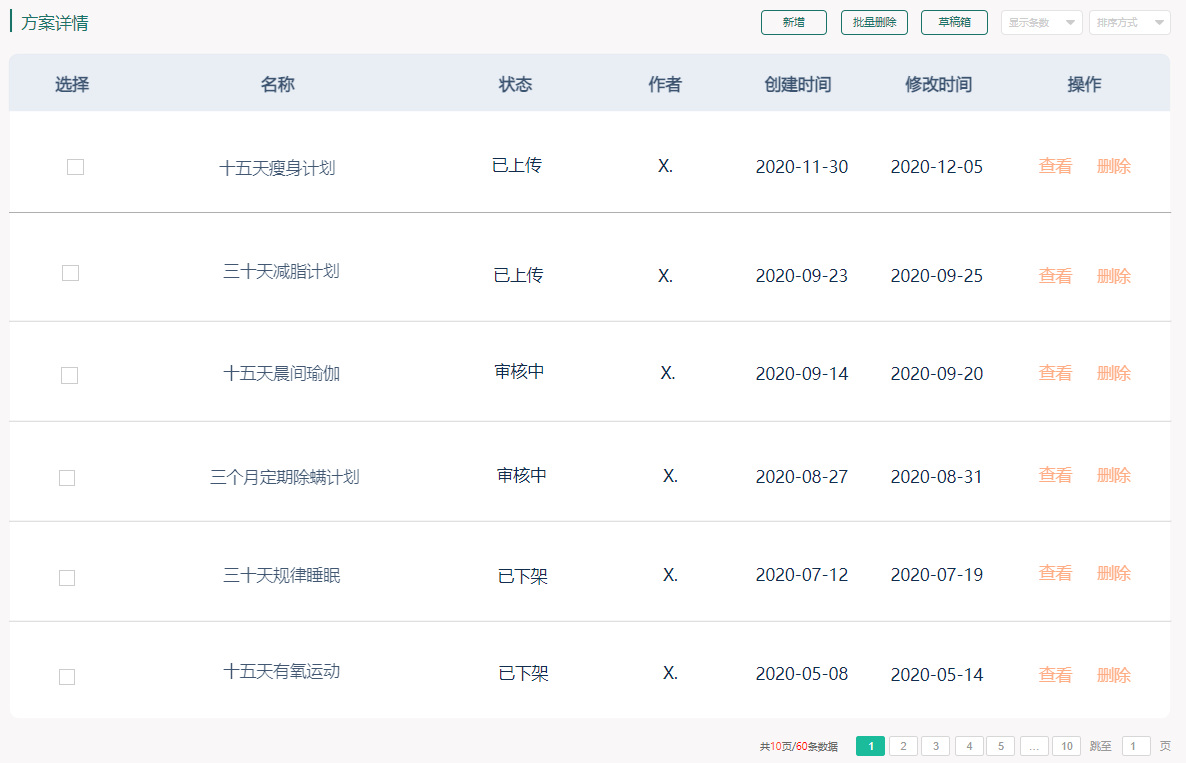 方案详情 新增 批量删除 草稿箱 显示条数 排序方式
选择 名称 状态 作者 创建时间 修改时间 操作
十五天瘦身计划 已上传 X. 2020-11-30 2020-12-05 查看 删除
三十天减脂计划 已上传 X. 2020-09-23 2020-09-25 查看 删除
十五天晨间瑜伽 审核中 X. 2020-09-14 2020-09-20 查看 删除
三个月定期除螨计划 审核中 X. 2020-08-27 2020-08-31 查看 删除
三十天规律睡眠 已下架 X. 2020-07-12 2020-07-19 查看 删除
十五天有氧运动 已下架 X. 2020-05-08 2020-05-14 查看 删除
共10页/60条数据 1 2 3 4 5 ... 10 跳至 1 页